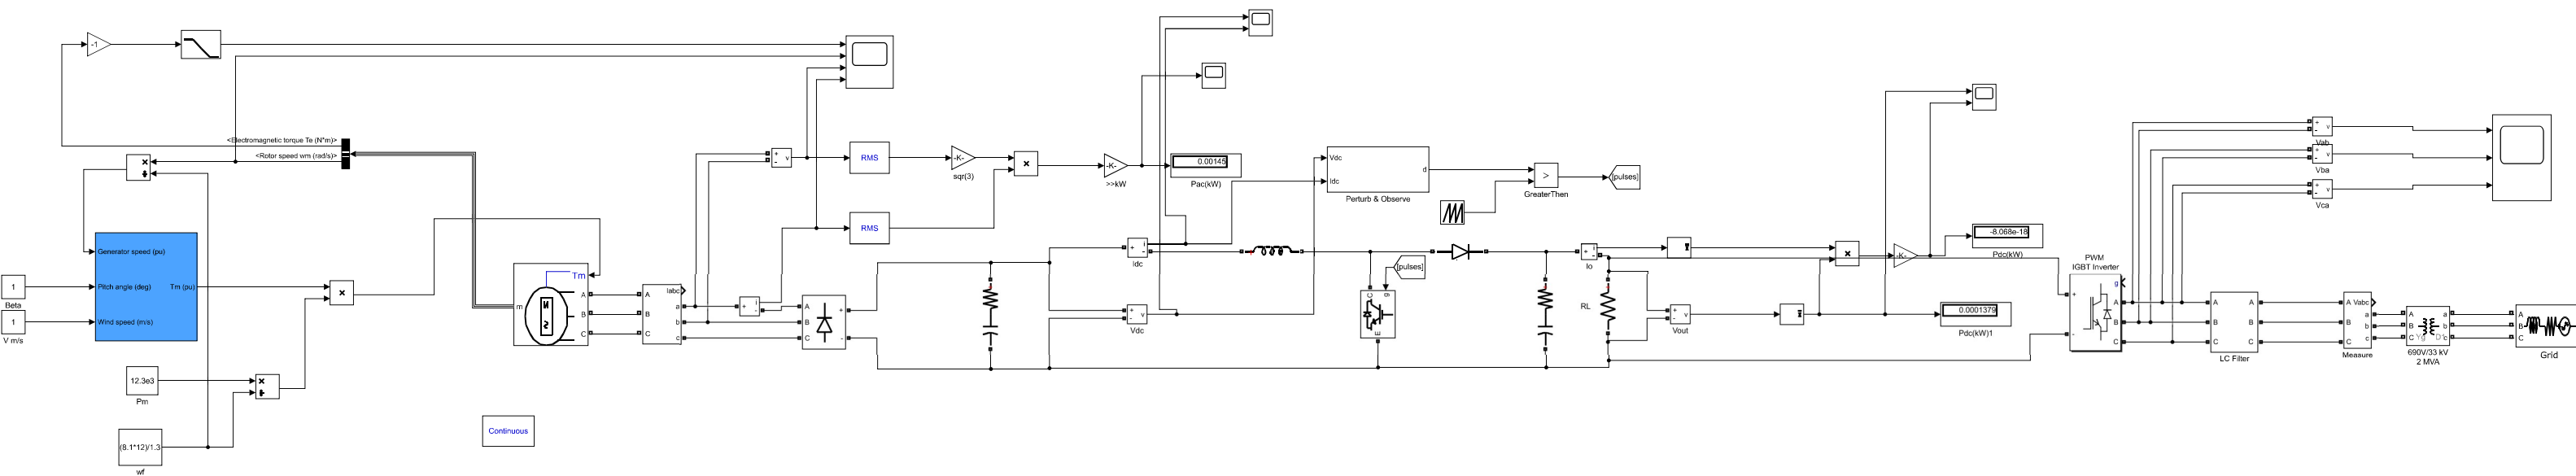 -1
<Electromagnetic torque Te (N*m)>
<Rotor speed wm (rad/s)>
×
÷
Generator speed (pu)
Pitch angle (deg)
Wind speed (m/s)
Tm (pu)
1
Beta
1
V m/s
×
12.3e3
Pm
×
÷
(8.1*12)/1.3
wf
Continuous
Tm
m
A
B
C
N
S
A
B
C
Iabc
a
b
c
+
-
i
+
-
v
RMS
RMS
-K-
sqr(3)
×
-K-
>>kW
0.00145
Pac(kW)
A
B
C
+
-
+
-
i
Idc
+
-
v
Vdc
Vdc
Idc
d
Perturb & Observe
>
GreaterThen
[pulses]
[pulses]
C
g
E
+
-
i
Io
RL
+
-
v
Vout
×
-K-
-8.068e-18
Pdc(kW)
0.0001379
Pdc(kW)1
PWM
IGBT Inverter
g
+
-
A
B
C
+
-
v
Vab
+
-
v
Vba
+
-
v
Vca
A
B
C
A
B
C
LC Filter
A
B
C
Vabc
a
b
c
Measure
A
B
C
Yg
D1
a
b
c
690V/33 kV
2 MVA
A
B
C
Grid